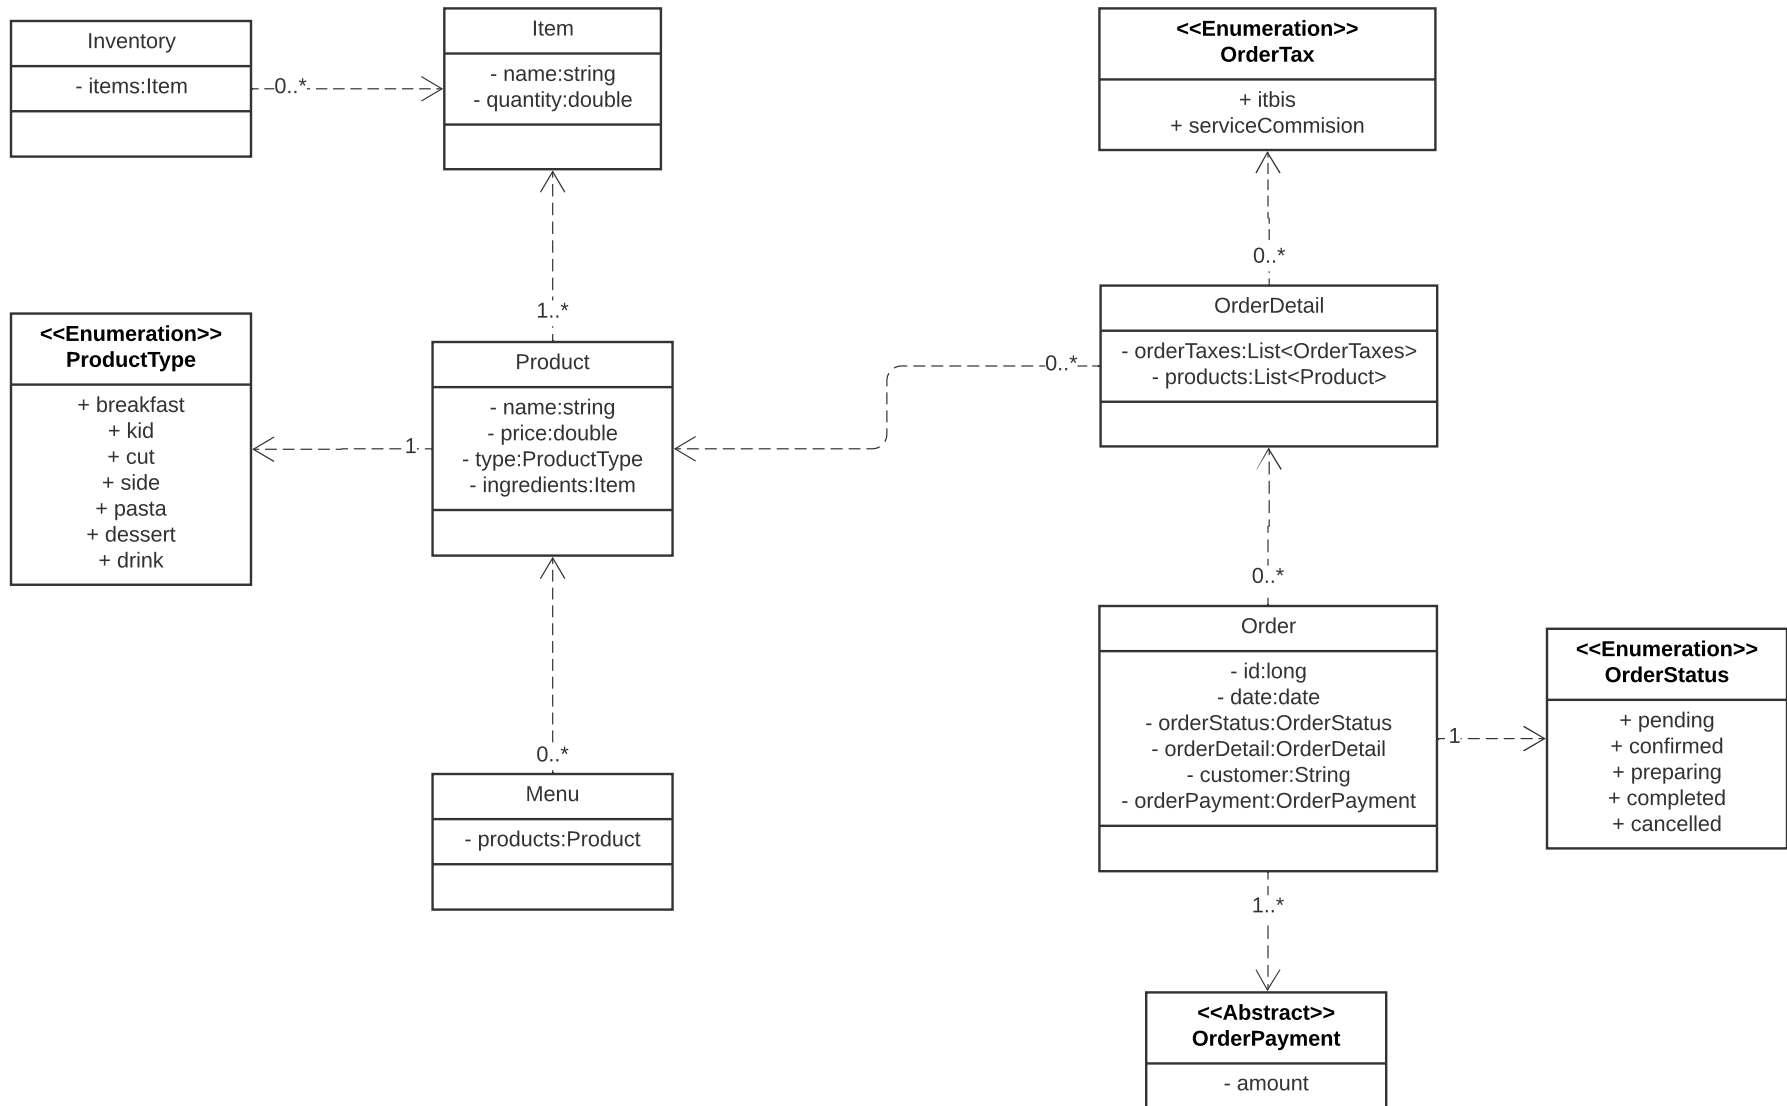 Inventory
- items:Item
0..*
Item
- name:string
- quantity:double
<<Enumeration>>
OrderTax
+ itbis
+ serviceCommision
0..*
1..*
<<Enumeration>>
ProductType
+ breakfast
+ kid
+ cut
+ side
+ pasta
+ dessert
+ drink
1
Product
- name:string
- price:double
- type:ProductType
- ingredients:Item
0..*
OrderDetail
- orderTaxes:List<OrderTaxes>
- products:List<Product>
0..*
0..*
Menu
- products:Product
Order
- id:long
- date:date
- orderStatus:OrderStatus
- orderDetail:OrderDetail
- customer:String
- orderPayment:OrderPayment
1
<<Enumeration>>
OrderStatus
+ pending
+ confirmed
+ preparing
+ completed
+ cancelled
1..*
<<Abstract>>
OrderPayment
- amount